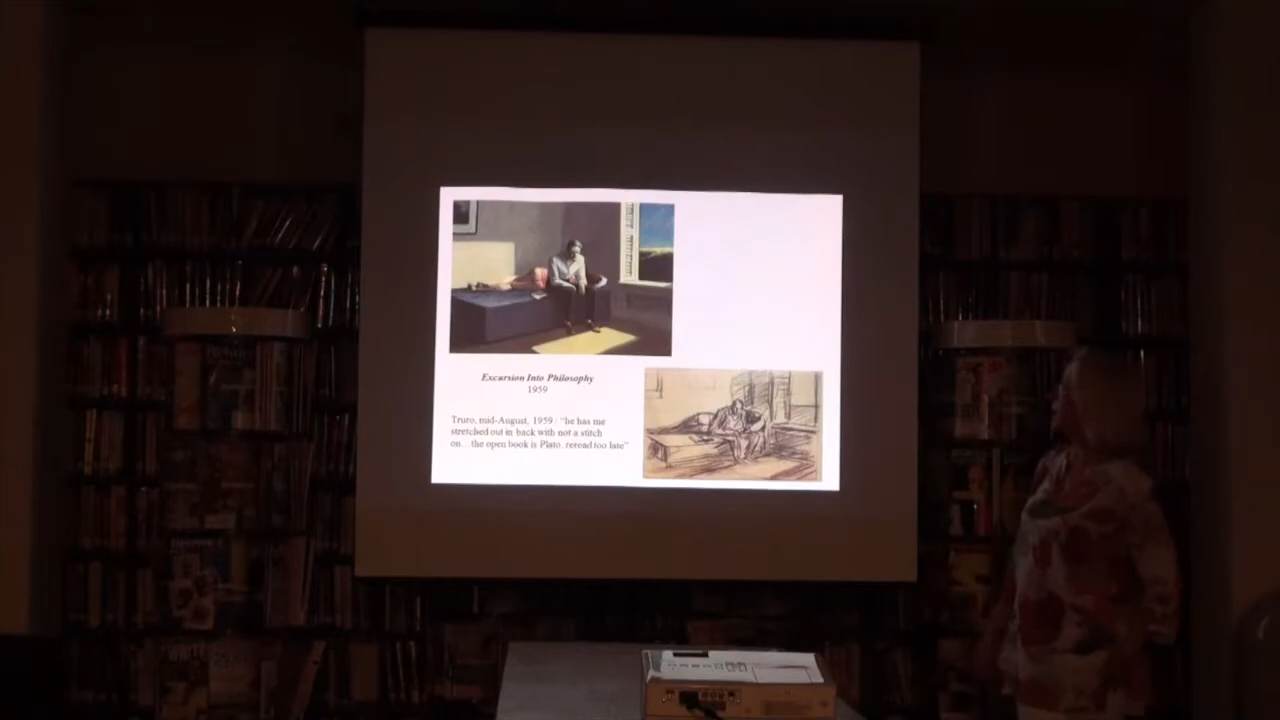 Excursion Into Philosophy
1959
Truro, mid-August, 1959: "he has me
stretched out in back with not a stitch
on... the open book is Plato, reread too late"